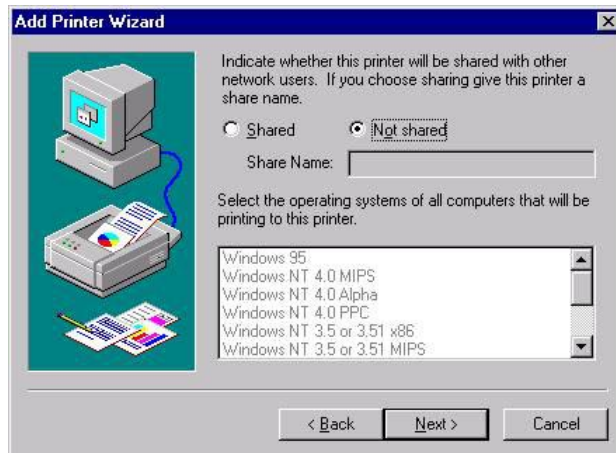 Add Printer Wizard
Indicate whether this printer will be shared with other
network users. If you choose sharing give this printer a
share name.
Shared Not shared
Share Name:
Select the operating systems of all computers that will be
printing to this printer.
Windows 95
Windows NT 4.0 MIPS
Windows NT 4.0 Alpha
Windows NT 4.0 PPC
Windows NT 3.5 or 3.51 x86
Windows NT 3.5 or 3.51 MIPS
< Back Next > Cancel